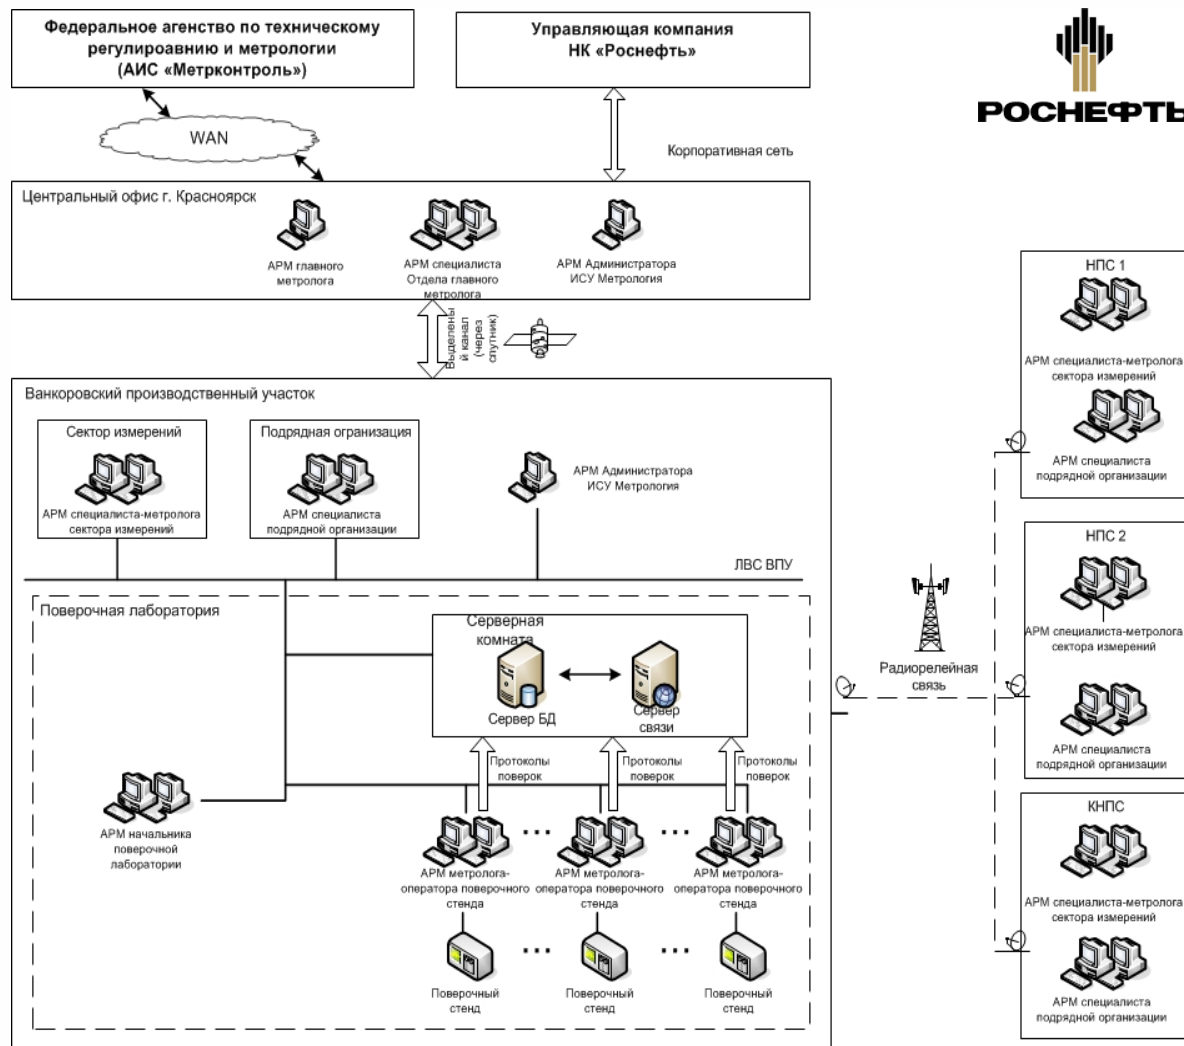 Федеральное агенство по техническому
регулироавнию и метрологии
(АИС «Метрконтроль»)
Управляющая компания
НК «Роснефть»
РОСНЕФТЬ
WAN
Корпоративная сеть
Центральный офис г. Красноярск
АРМ главного
метролога
АРМ специалиста
Отдела главного
метролога
АРМ Администратора
ИСУ Метрология
Выделены
й канал
(через
спутник)
Ванкоровский производственный участок
Сектор измерений
АРМ специалиста-метролога
сектора измерений
Подрядная огранизация
АРМ специалиста
подрядной организации
АРМ Администратора
ИСУ Метрология
ЛВС ВПУ
Поверочная лаборатория
Серверная
комната
Сервер БД
Сервер
связи
Протоколы
поверок
Протоколы
поверок
Протоколы
поверок
АРМ начальника
поверочной
лаборатории
АРМ метролога-
оператора поверочного
стенда
АРМ метролога-
оператора поверочного
стенда
АРМ метролога-
оператора поверочного
стенда
Поверочный
стенд
Поверочный
стенд
Поверочный
стенд
Радиорелейная
связь
НПС 1
АРМ специалиста-метролога
сектора измерений
АРМ специалиста
подрядной организации
НПС 2
АРМ специалиста-метролога
сектора измерений
АРМ специалиста
подрядной организации
КНПС
АРМ специалиста-метролога
сектора измерений
АРМ специалиста
подрядной организации